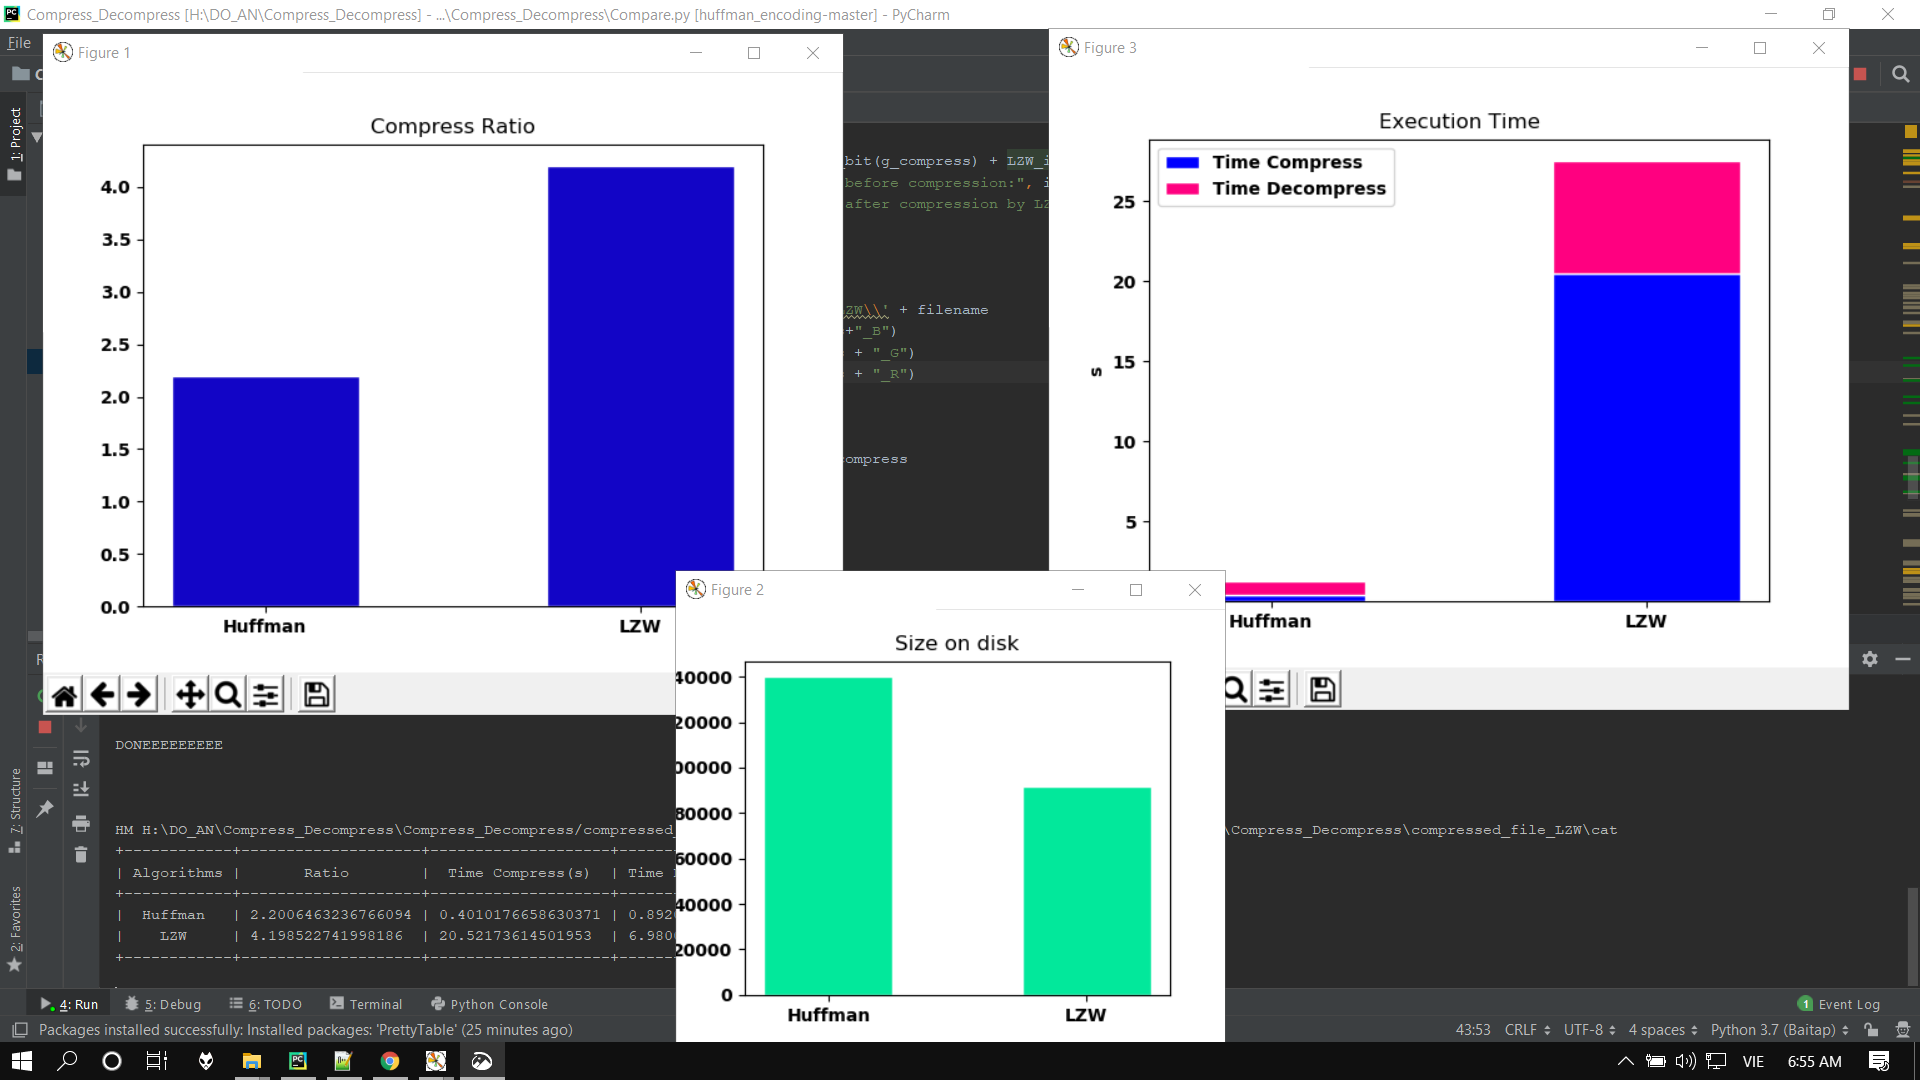 Compress_Decompress [H:\DO_AN\Compress_Decompress] - ...\Compress_Decompress\Compare.py [huffman_encoding-master] - PyCharm
File
Figure 1
Compress Ratio
4.0
3.5
3.0
2.5
2.0
1.5
1.0
0.5
0.0
Huffman LZW
bit(g_compress) + LZW_
before compression:",
after compression by
ZW\\' + filename
+"_B")
+ "_G")
+ "_R")
ompress
Figure 3
Execution Time
Time Compress
Time Decompress
25
20
15
10
5
s
Huffman LZW
Figure 2
Size on disk
40000
20000
00000
80000
60000
40000
20000
0
Huffman LZW
1: Project
7: Structure
2: Favorites
DONEEEEEEEEEE
HM H:\DO_AN\Compress_Decompress\Compress_Decompress/compressed_ \Compress_Decompress\compressed_file_LZW\cat
+------------+--------------------+--------------------+------
| Algorithms | Ratio | Time Compress(s) | Time
+------------+--------------------+--------------------+------
| Huffman | 2.2006463236766094 | 0.4010176658630371 | 0.892
| LZW | 4.198522741998186 | 20.52173614501953 | 6.980
+------------+--------------------+--------------------+------
4: Run 5: Debug 6: TODO Terminal Python Console 1 Event Log
Packages installed successfully: Installed packages: 'PrettyTable' (25 minutes ago) 43:53 CRLF UTF-8 4 spaces Python 3.7 (Baitap)
VIE 6:55 AM